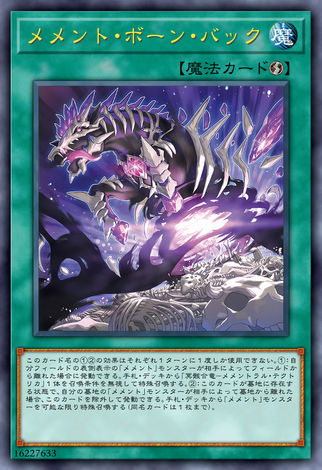 メメント・ボーン・バック
魔
【魔法カード】
このカード名の①②の効果はそれぞれ１ターンに１度しか使用できない。①：自
分フィールドの表側表示の「メメント」モンスターが相手によってフィールドか
ら離れた場合に発動できる。手札・デッキから「冥骸合竜－メメントラル・テクト
リカ」１体を召喚条件を無視して特殊召喚する。②：このカードが墓地に存在す
る状態で、自分の墓地の「メメント」モンスターが相手によって墓地から離れた
場合、このカードを除外して発動できる。手札・デッキから「メメント」モンスタ
ーを可能な限り特殊召喚する（同名カードは１枚まで）。
16227633